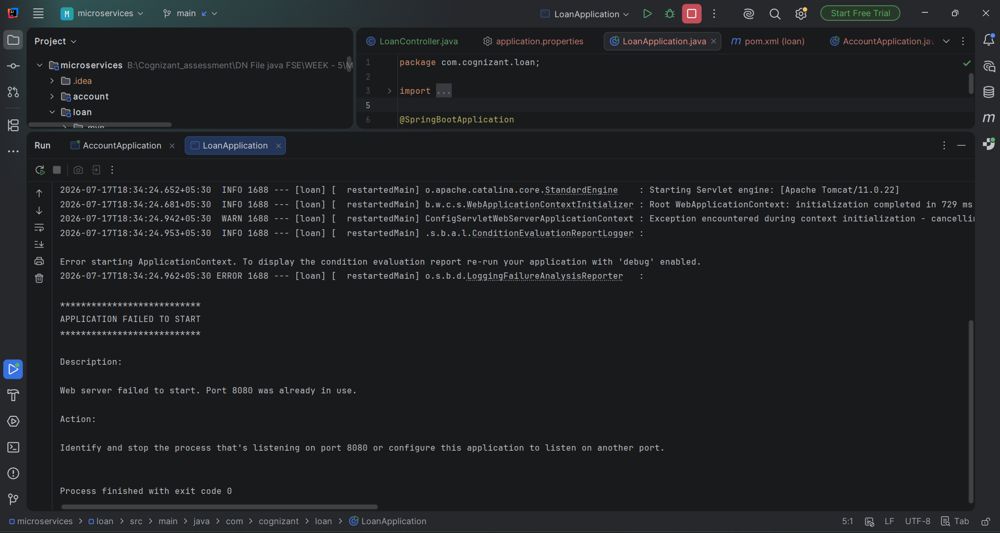 M microservices main LoanApplication Start Free Trial
Project
LoanController.java application.properties LoanApplication.java m pom.xml (loan) AccountApplication.ja
microservices B:\Cognizant_assessment\DN File java FSE\WEEK - 5\M
.idea
account
loan
mvn
1 package com.cognizant.loan;
2
3 import ...
5
6 @SpringBootApplication
Run AccountApplication LoanApplication
2026-07-17T18:34:24.652+05:30  INFO 1688 --- [loan] [  restartedMain] o.apache.catalina.core.StandardEngine    : Starting Servlet engine: [Apache Tomcat/11.0.22]
2026-07-17T18:34:24.681+05:30  INFO 1688 --- [loan] [  restartedMain] b.w.c.s.WebApplicationContextInitializer : Root WebApplicationContext: initialization completed in 729 ms
2026-07-17T18:34:24.942+05:30  WARN 1688 --- [loan] [  restartedMain] ConfigServletWebServerApplicationContext : Exception encountered during context initialization - cancellin
2026-07-17T18:34:24.953+05:30  INFO 1688 --- [loan] [  restartedMain] .s.b.a.l.ConditionEvaluationReportLogger :
Error starting ApplicationContext. To display the condition evaluation report re-run your application with 'debug' enabled.
2026-07-17T18:34:24.962+05:30 ERROR 1688 --- [loan] [  restartedMain] o.s.b.d.LoggingFailureAnalysisReporter   :
***************************
APPLICATION FAILED TO START
***************************
Description:
Web server failed to start. Port 8080 was already in use.
Action:
Identify and stop the process that's listening on port 8080 or configure this application to listen on another port.
Process finished with exit code 0
microservices > loan > src > main > java > com > cognizant > loan > LoanApplication 5:1 LF UTF-8 Tab